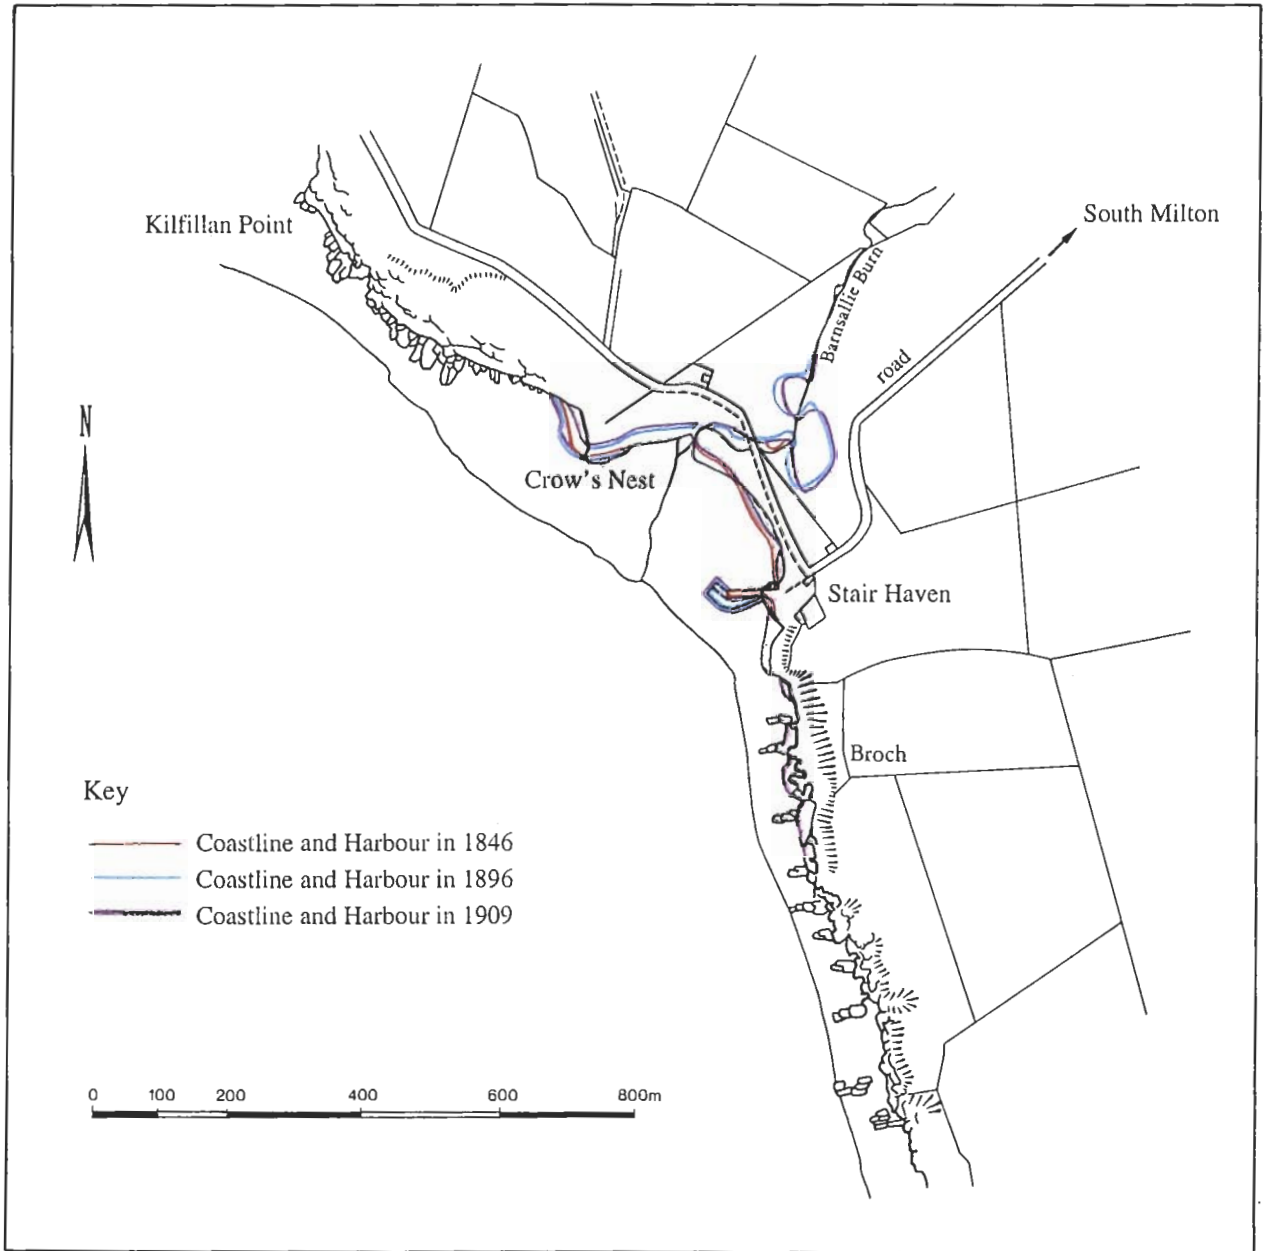 South Milton
Kilfillan Point
Barnsallie Burn
road
N
Crow's Nest
Stair Haven
Broch
Key
Coastline and Harbour in 1846
Coastline and Harbour in 1896
Coastline and Harbour in 1909
0 100 200 400 600 800m